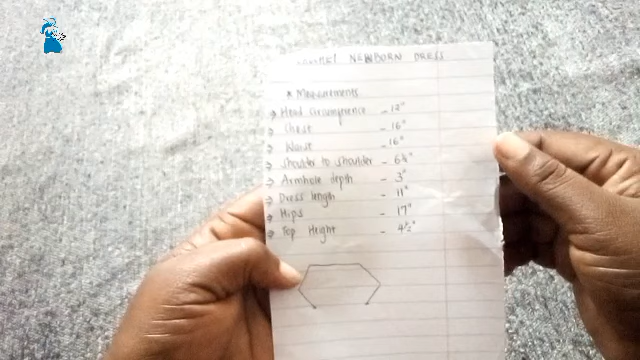 NEWBORN DRESS
* Measurements
→ Head Circumference - 12"
→ Chest - 16"
Waist - 16"
→ Shoulder to shoulder - 6¼"
→ Armhole depth - 3"
→ Dress length - 11"
→ Hips - 17"
→ Top Height - 4½"